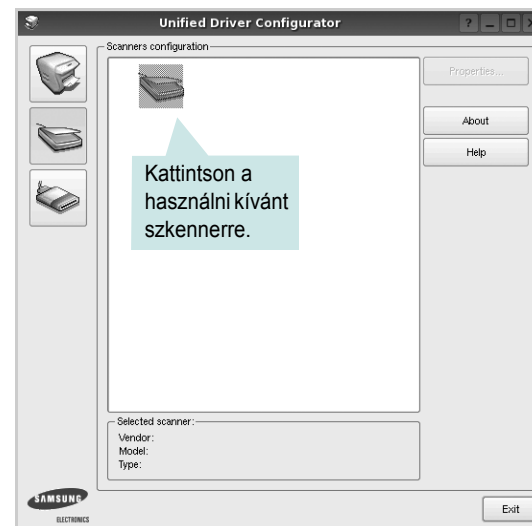 Unified Driver Configurator
Scanners configuration
Properties...
About
Help
Kattintson a
használni kívánt
szkennerre.
Selected scanner:
Vendor:
Model:
Type:
SAMSUNG
ELECTRONICS
Exit